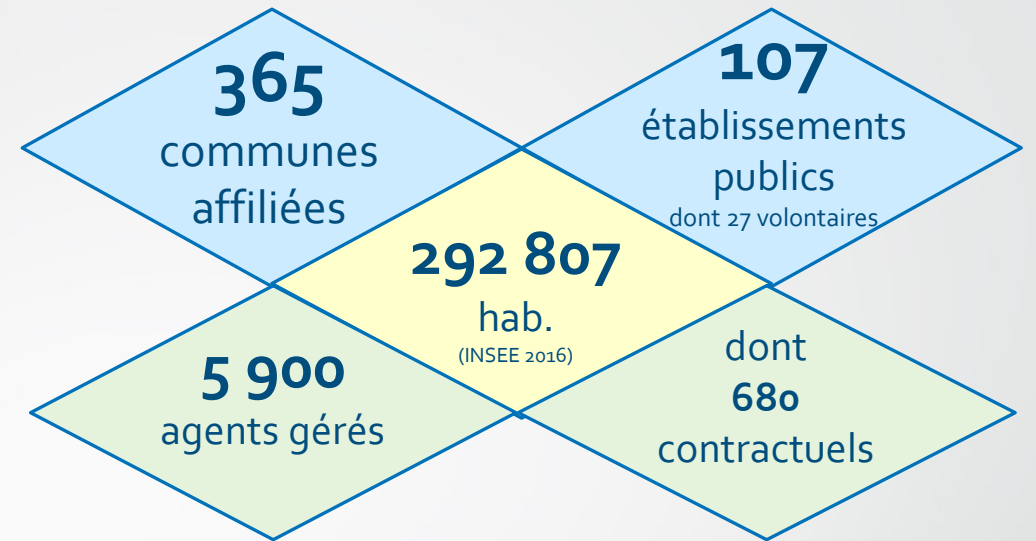 365
communes
affiliées
107
établissements
publics
dont 27 volontaires
292 807
hab.
(INSEE 2016)
5 900
agents gérés
dont
680
contractuels